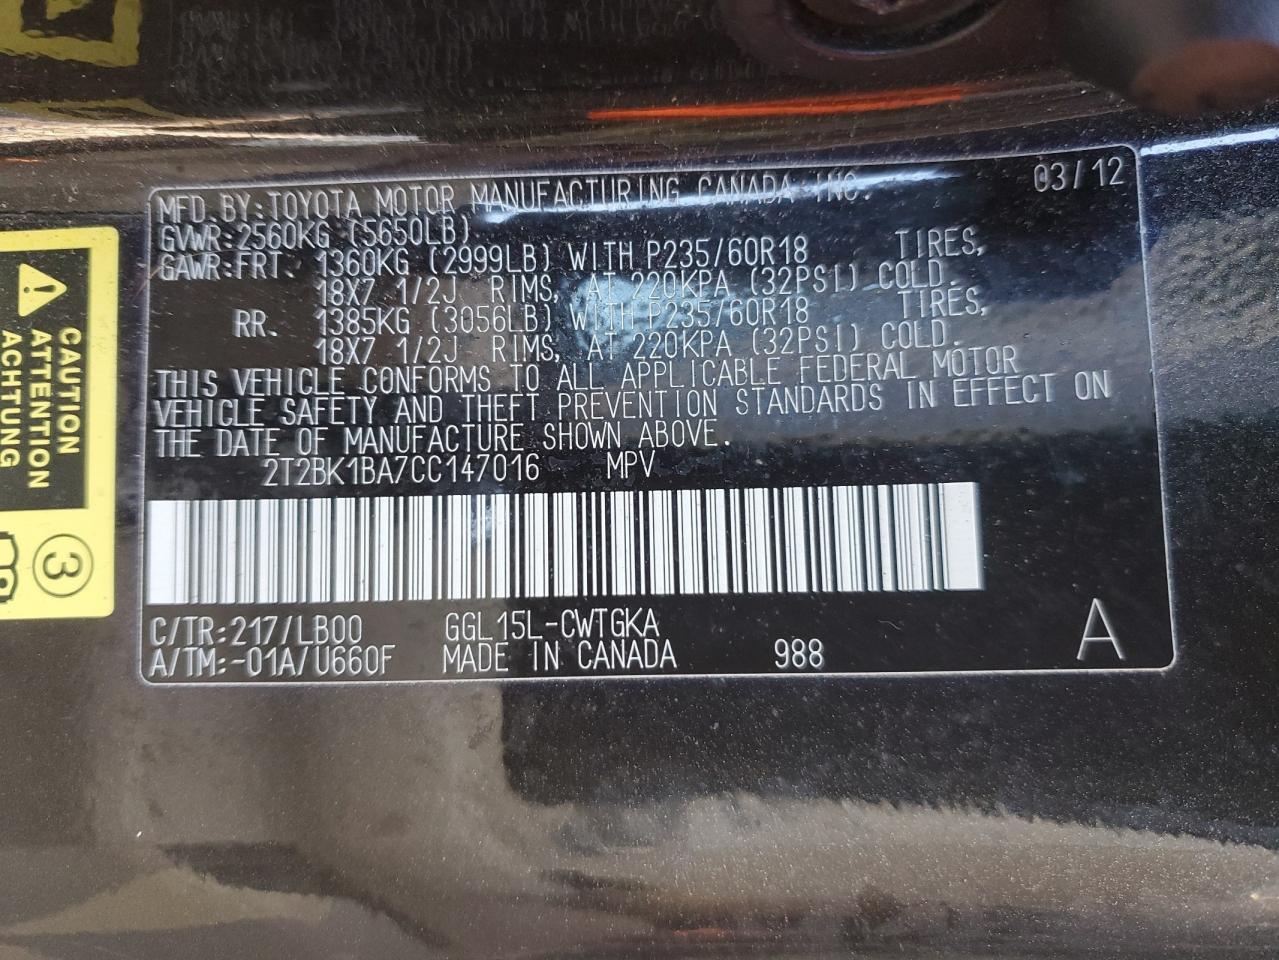 MFD.BY:TOYOTA MOTOR MANUFACTURING CANADA INC. 03/12
GVWR:2560KG (5650LB)
GAWR:FRT. 1360KG (2999LB) WITH P235/60R18 TIRES,
18X7 1/2J RIMS, AT 220KPA (32PSI) COLD.
RR. 1385KG (3056LB) WITH P235/60R18 TIRES,
18X7 1/2J RIMS, AT 220KPA (32PSI) COLD.
THIS VEHICLE CONFORMS TO ALL APPLICABLE FEDERAL MOTOR
VEHICLE SAFETY AND THEFT PREVENTION STANDARDS IN EFFECT ON
THE DATE OF MANUFACTURE SHOWN ABOVE.
2T2BK1BA7CC147016 MPV
C/TR:217/LB00 GGL15L-CWTGKA
A/TM:-01A/U660F MADE IN CANADA 988 A
CAUTION
ATTENTION
ACHTUNG
3